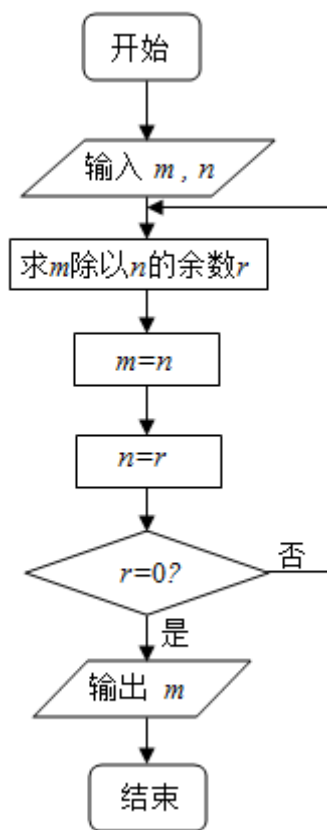 开始
输入 m , n
求m除以n的余数r
m=n
n=r
r=0?
否
是
输出 m
结束